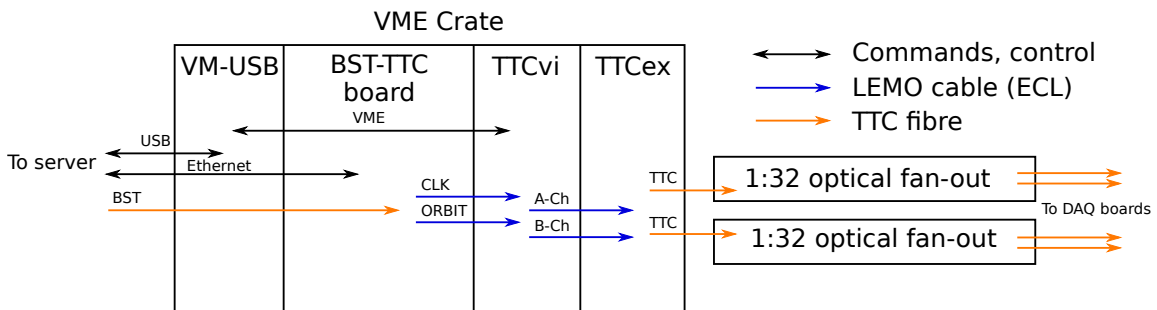 VME Crate
VM-USB
BST-TTC
board
TTCvi
TTCex
Commands, control
LEMO cable (ECL)
TTC fibre
VME
To server
USB
Ethernet
BST
CLK
ORBIT
A-Ch
B-Ch
TTC
TTC
1:32 optical fan-out
To DAQ boards
1:32 optical fan-out